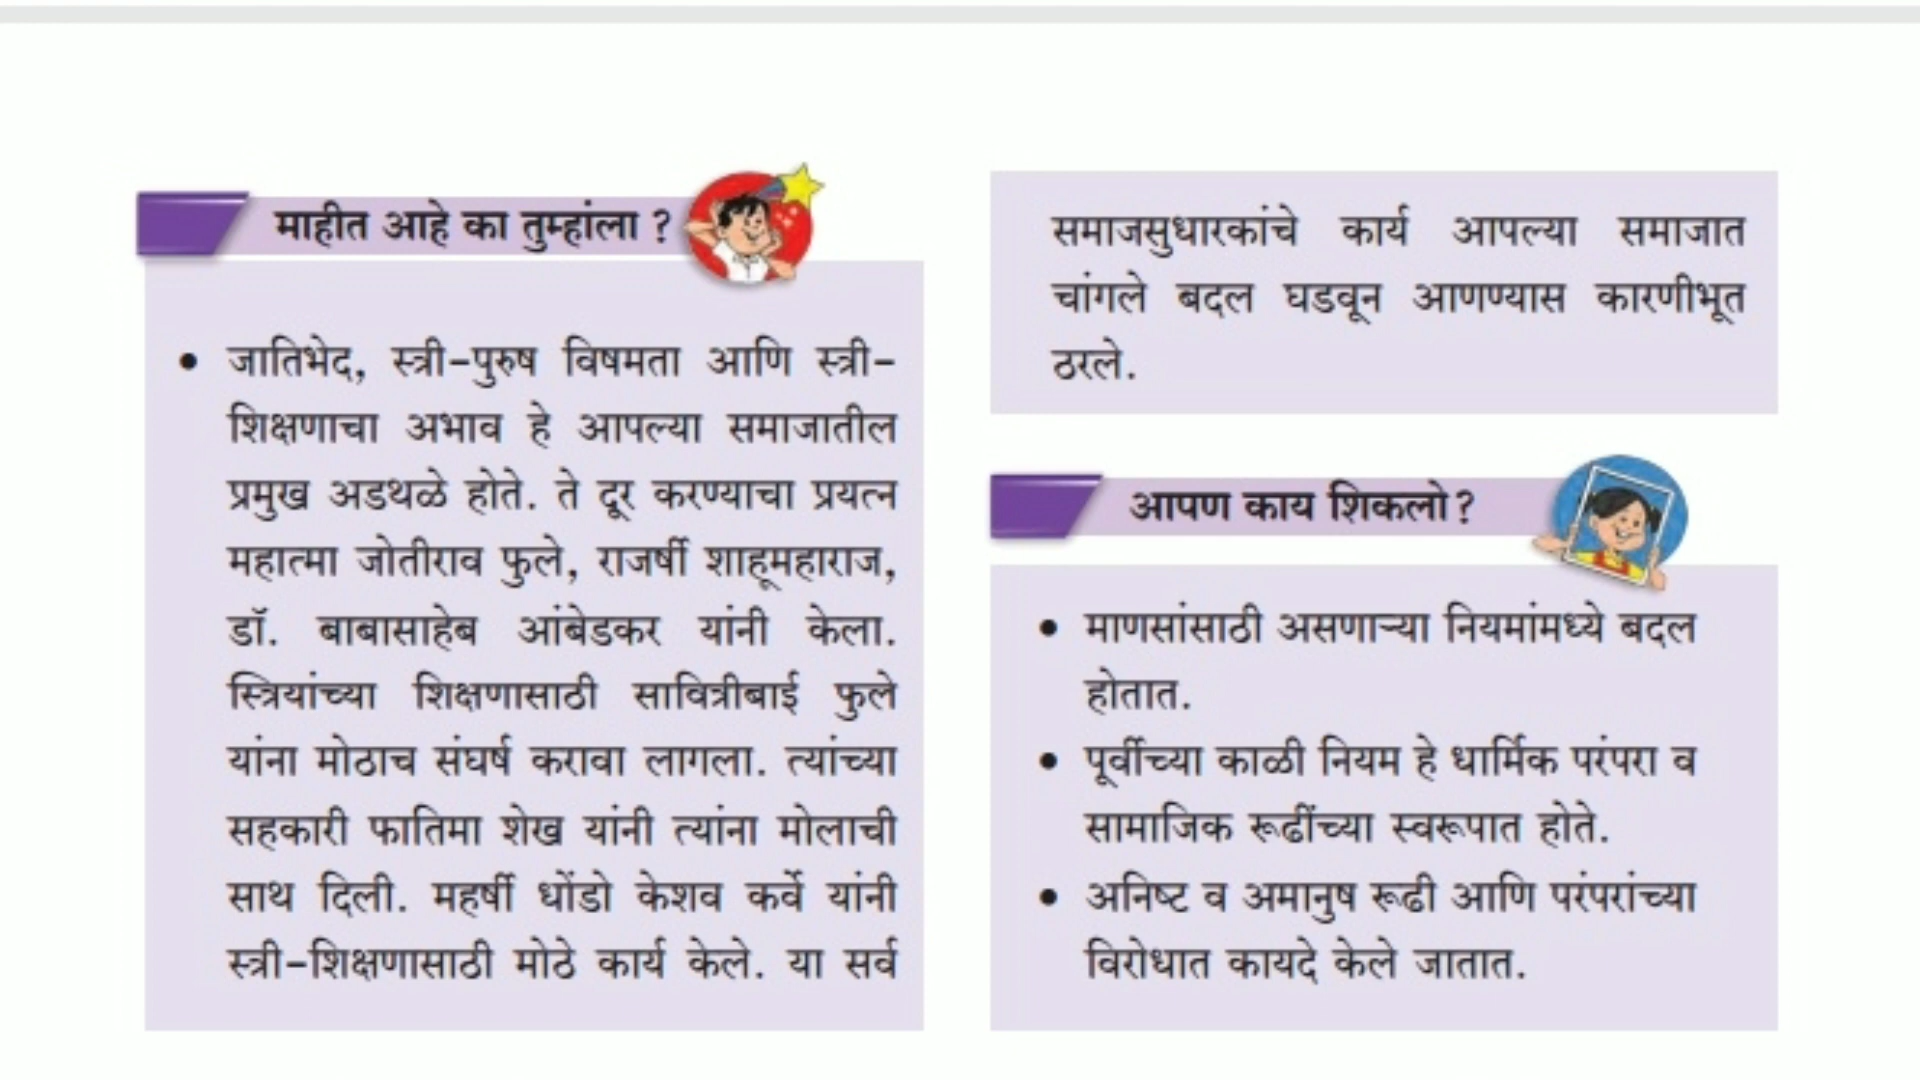 माहीत आहे का तुम्हांला ?
• जातिभेद, स्त्री-पुरुष विषमता आणि स्त्री-
शिक्षणाचा अभाव हे आपल्या समाजातील
प्रमुख अडथळे होते. ते दूर करण्याचा प्रयत्न
महात्मा जोतीराव फुले, राजर्षी शाहूमहाराज,
डॉ. बाबासाहेब आंबेडकर यांनी केला.
स्त्रियांच्या शिक्षणासाठी सावित्रीबाई फुले
यांना मोठाच संघर्ष करावा लागला. त्यांच्या
सहकारी फातिमा शेख यांनी त्यांना मोलाची
साथ दिली. महर्षी धोंडो केशव कर्वे यांनी
स्त्री-शिक्षणासाठी मोठे कार्य केले. या सर्व
समाजसुधारकांचे कार्य आपल्या समाजात
चांगले बदल घडवून आणण्यास कारणीभूत
ठरले.
आपण काय शिकलो?
• माणसांसाठी असणाऱ्या नियमांमध्ये बदल
होतात.
• पूर्वीच्या काळी नियम हे धार्मिक परंपरा व
सामाजिक रूढींच्या स्वरूपात होते.
• अनिष्ट व अमानुष रूढी आणि परंपरांच्या
विरोधात कायदे केले जातात.